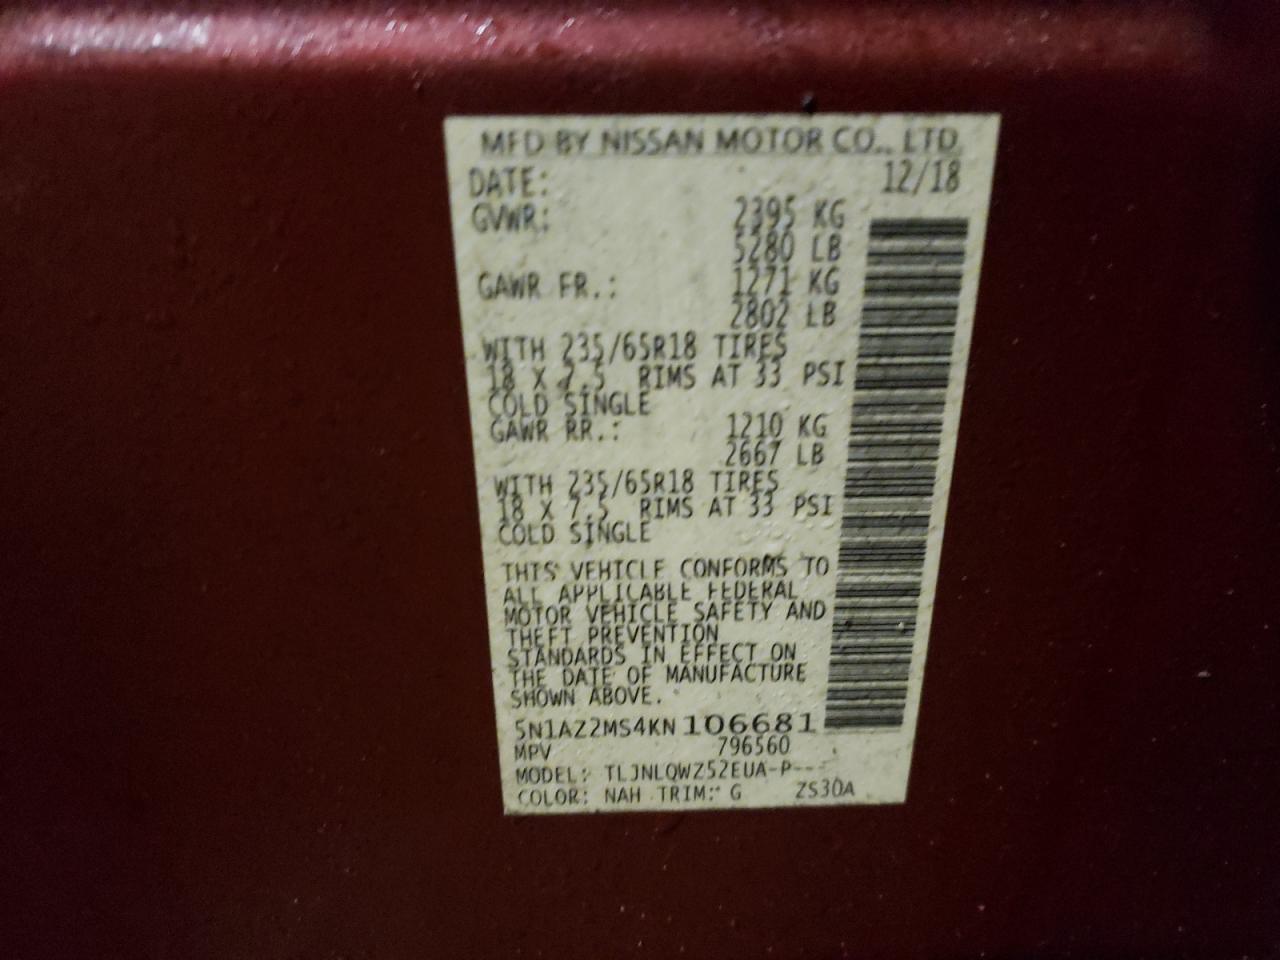 MFD BY NISSAN MOTOR CO., LTD.
DATE: 12/18
GVWR: 2395 KG
5280 LB
GAWR FR.: 1271 KG
2802 LB
WITH 235/65R18 TIRES
18 X 7.5 RIMS AT 33 PSI
COLD SINGLE
GAWR RR.: 1210 KG
2667 LB
WITH 235/65R18 TIRES
18 X 7.5 RIMS AT 33 PSI
COLD SINGLE
THIS VEHICLE CONFORMS TO
ALL APPLICABLE FEDERAL
MOTOR VEHICLE SAFETY AND
THEFT PREVENTION
STANDARDS IN EFFECT ON
THE DATE OF MANUFACTURE
SHOWN ABOVE.
5N1AZ2MS4KN106681
MPV 796560
MODEL: TLJNLQWZ52EUA-P---
COLOR: NAH TRIM: G ZS30A